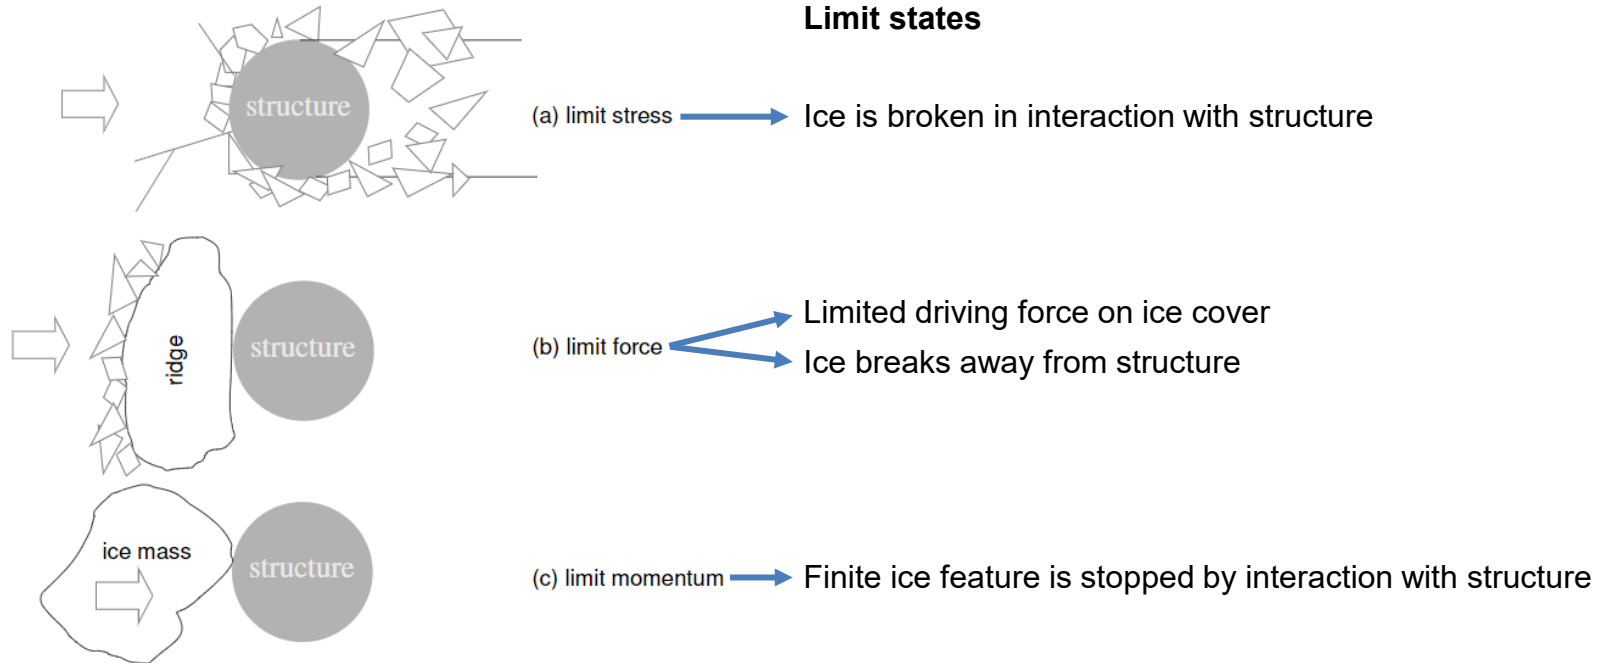 Limit states
structure
(a) limit stress
Ice is broken in interaction with structure
ridge
structure
(b) limit force
Limited driving force on ice cover
Ice breaks away from structure
ice mass
structure
(c) limit momentum
Finite ice feature is stopped by interaction with structure